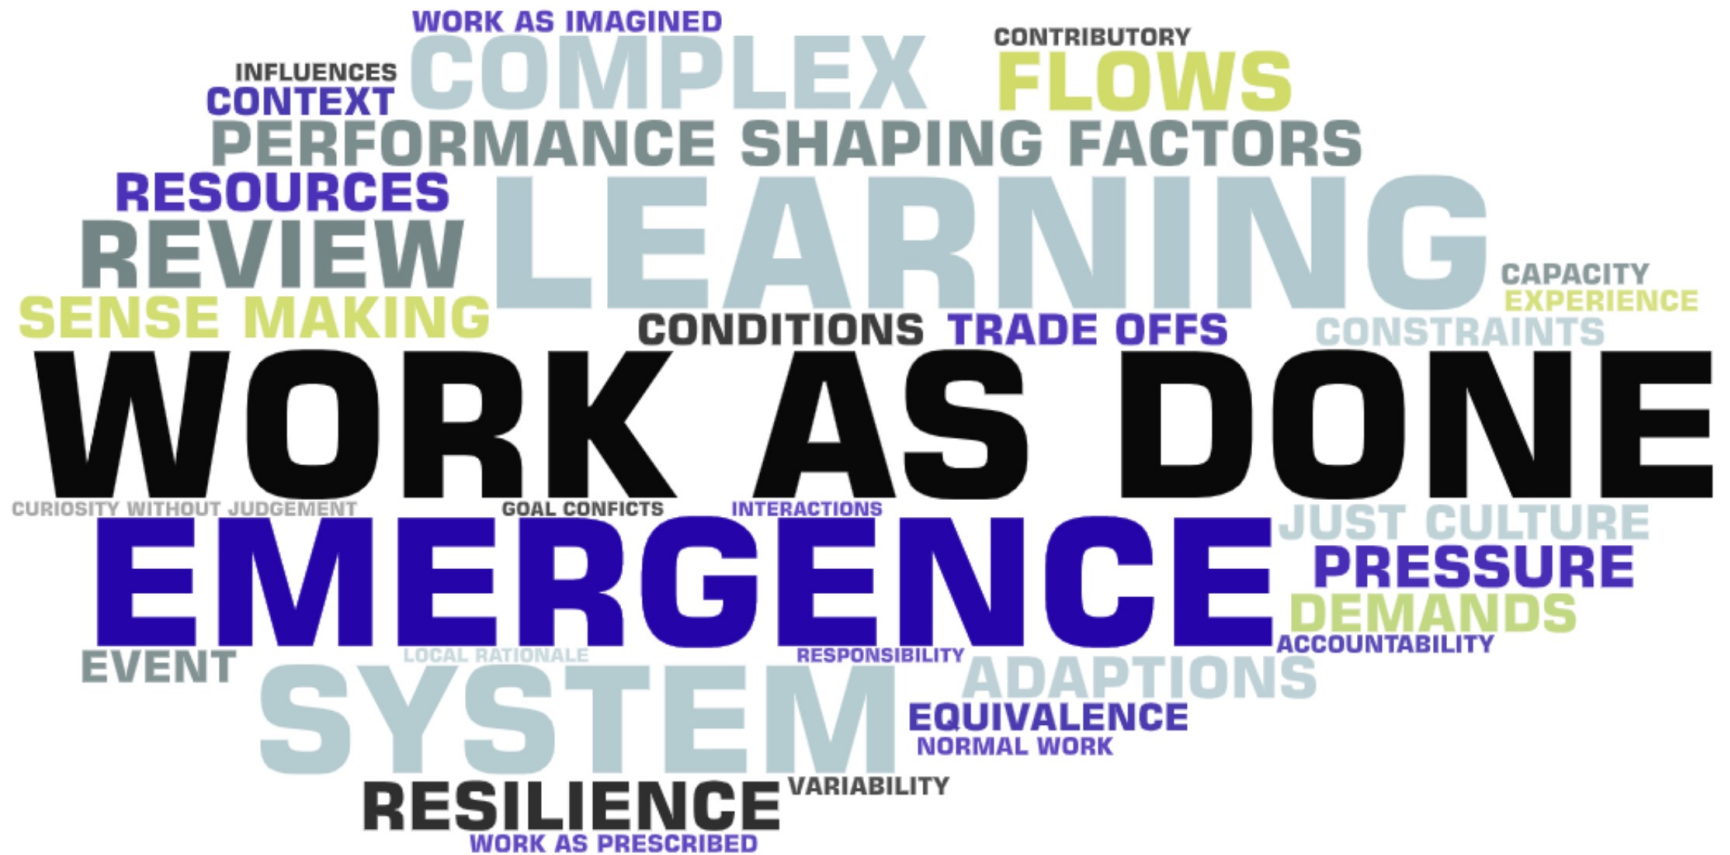 WORK AS IMAGINED
COMPLEX
CONTRIBUTORY
FLOWS
INFLUENCES
CONTEXT
PERFORMANCE SHAPING FACTORS
RESOURCES
LEARNING
REVIEW
CAPACITY
EXPERIENCE
SENSE MAKING
CONDITIONS
TRADE OFFS
CONSTRAINTS
WORK AS DONE
CURIOSITY WITHOUT JUDGEMENT
GOAL CONFICTS
INTERACTIONS
EMERGENCE
JUST CULTURE
PRESSURE
DEMANDS
ACCOUNTABILITY
EVENT
LOCAL RATIONALE
RESPONSIBILITY
ADAPTIONS
SYSTEM
EQUIVALENCE
NORMAL WORK
RESILIENCE
VARIABILITY
WORK AS PRESCRIBED